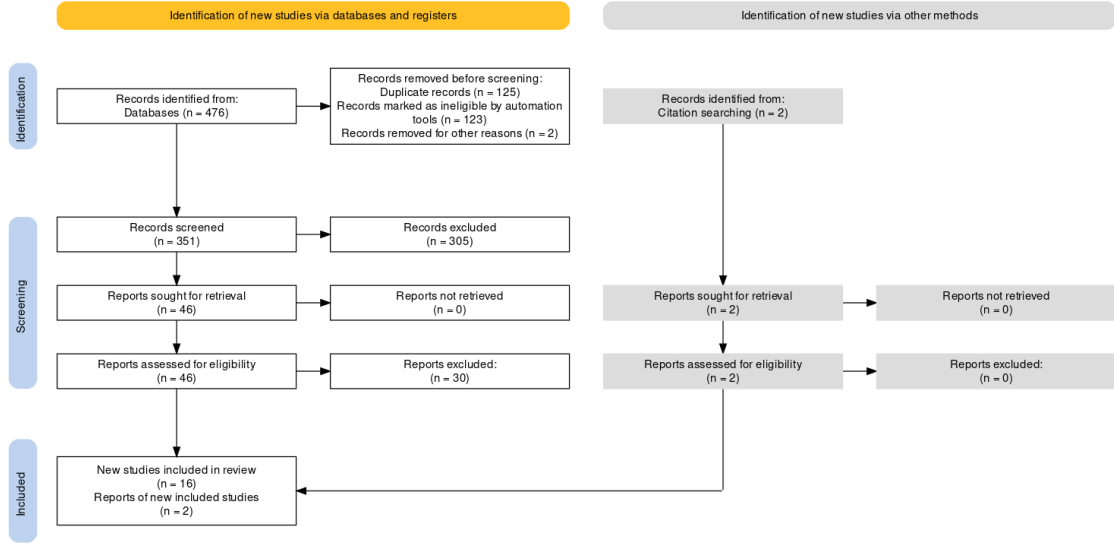 Identification of new studies via databases and registers
Identification of new studies via other methods
Identification
Records identified from:
Databases (n = 476)
Records removed before screening:
Duplicate records (n = 125)
Records marked as ineligible by automation
tools (n = 123)
Records removed for other reasons (n = 2)
Records identified from:
Citation searching (n = 2)
Screening
Records screened
(n = 351)
Records excluded
(n = 305)
Reports sought for retrieval
(n = 46)
Reports not retrieved
(n = 0)
Reports sought for retrieval
(n = 2)
Reports not retrieved
(n = 0)
Reports assessed for eligibility
(n = 46)
Reports excluded:
(n = 30)
Reports assessed for eligibility
(n = 2)
Reports excluded:
(n = 0)
Included
New studies included in review
(n = 16)
Reports of new included studies
(n = 2)